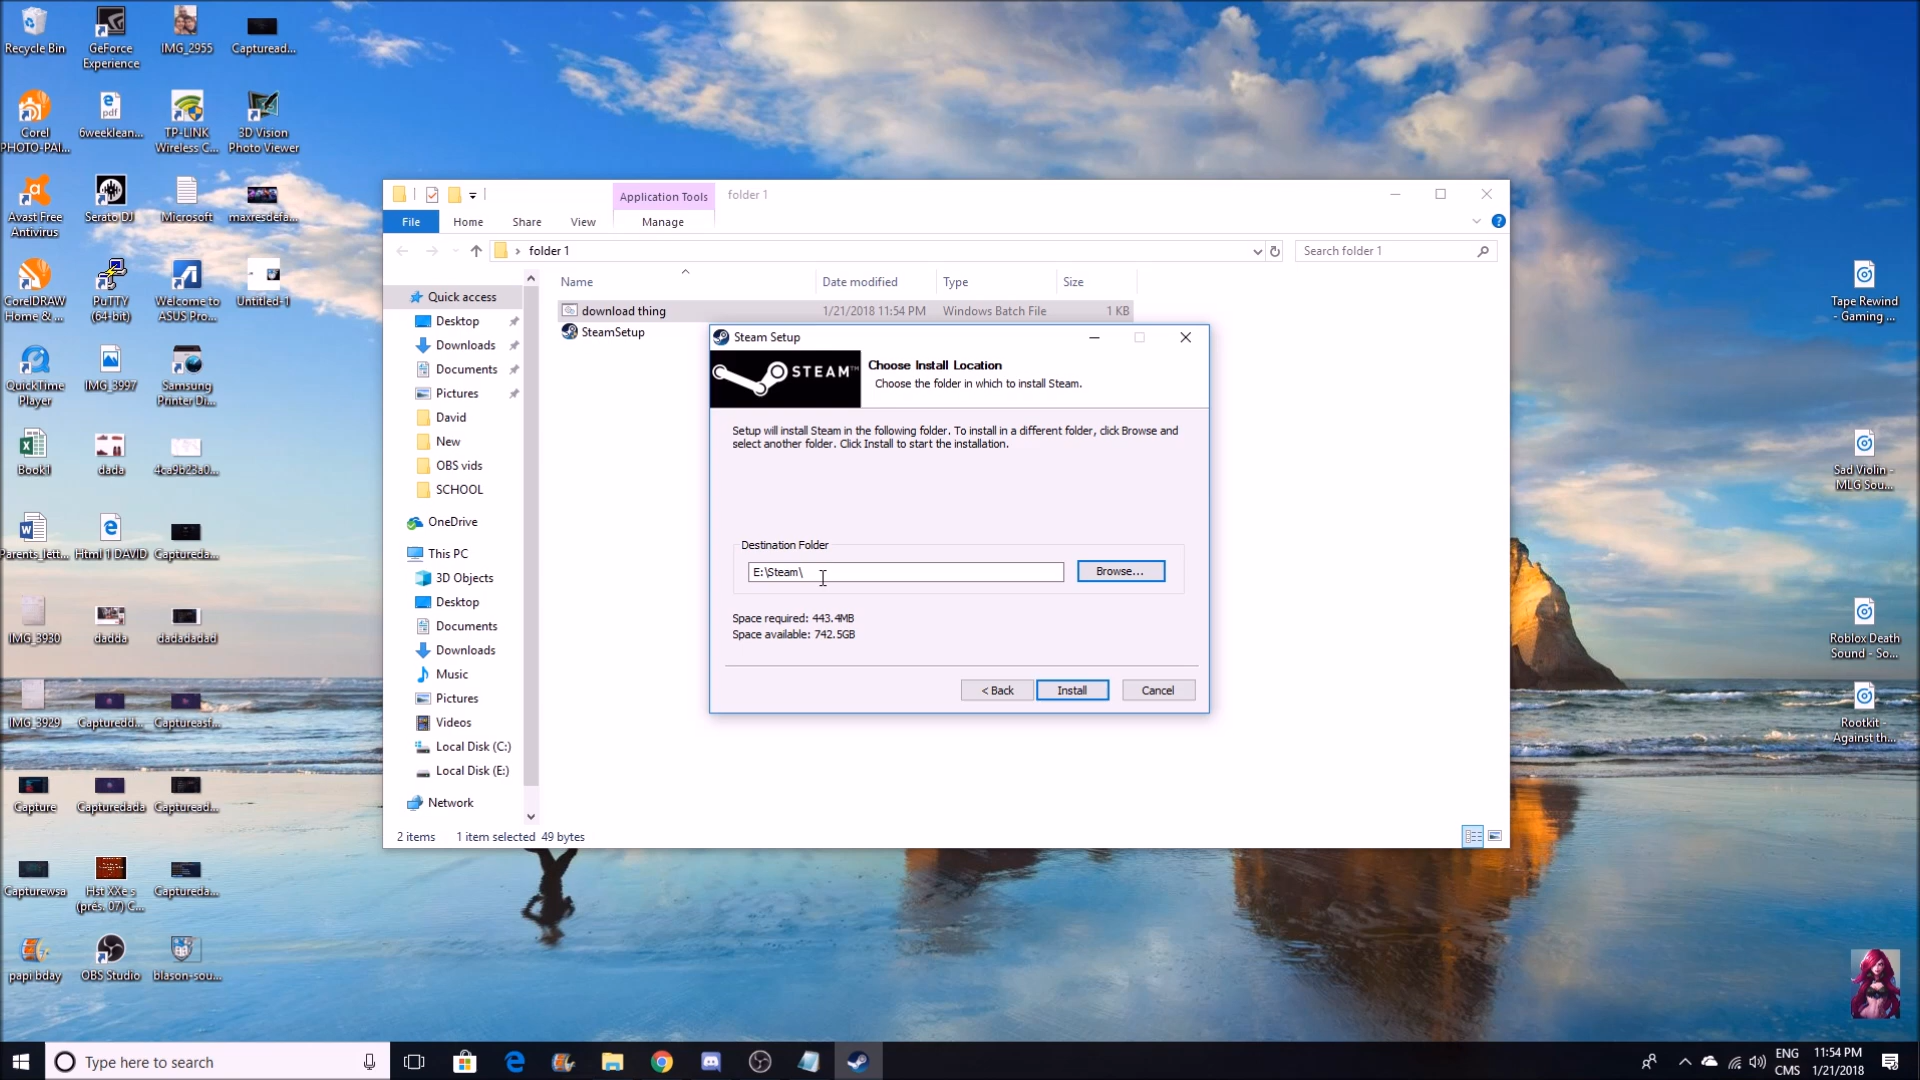 Recycle Bin
GeForce
Experience
IMG_2955
Capturead...
Corel
PHOTO-PAI...
6weeklean...
TP-LINK
Wireless C...
3D Vision
Photo Viewer
Avast Free
Antivirus
Serato DJ
Microsoft
maxresdefa...
CorelDRAW
Home & ...
PuTTY
(64-bit)
Welcome to
ASUS Pro...
Untitled-1
QuickTime
Player
IMG_3997
Samsung
Printer Di...
Book1
dada
4ca9b23a0...
Parents_lett...
Html 1 DAVID
Captureda...
IMG_3930
dadda
dadadadad
IMG_3929
Capturedd...
Captureasf...
Capture
Capturedada
Capturead...
Capturewsa
Hst XXe s
(prés. 07) C...
Captureda...
papi bday
OBS Studio
blason-sou...
Application Tools
folder 1
File
Home
Share
View
Manage
folder 1
Search folder 1
Name
Date modified
Type
Size
download thing
1/21/2018 11:54 PM
Windows Batch File
1 KB
SteamSetup
Quick access
Desktop
Downloads
Documents
Pictures
David
New
OBS vids
SCHOOL
OneDrive
This PC
3D Objects
Desktop
Documents
Downloads
Music
Pictures
Videos
Local Disk (C:)
Local Disk (E:)
Network
2 items
1 item selected 49 bytes
Steam Setup
STEAM™
Choose Install Location
Choose the folder in which to install Steam.
Setup will install Steam in the following folder. To install in a different folder, click Browse and
select another folder. Click Install to start the installation.
Destination Folder
E:\Steam\
Browse...
Space required: 443.4MB
Space available: 742.5GB
< Back
Install
Cancel
Tape Rewind
- Gaming ...
Sad Violin -
MLG Sou...
Roblox Death
Sound - So...
Rootkit -
Against th...
Type here to search
ENG
CMS
11:54 PM
1/21/2018